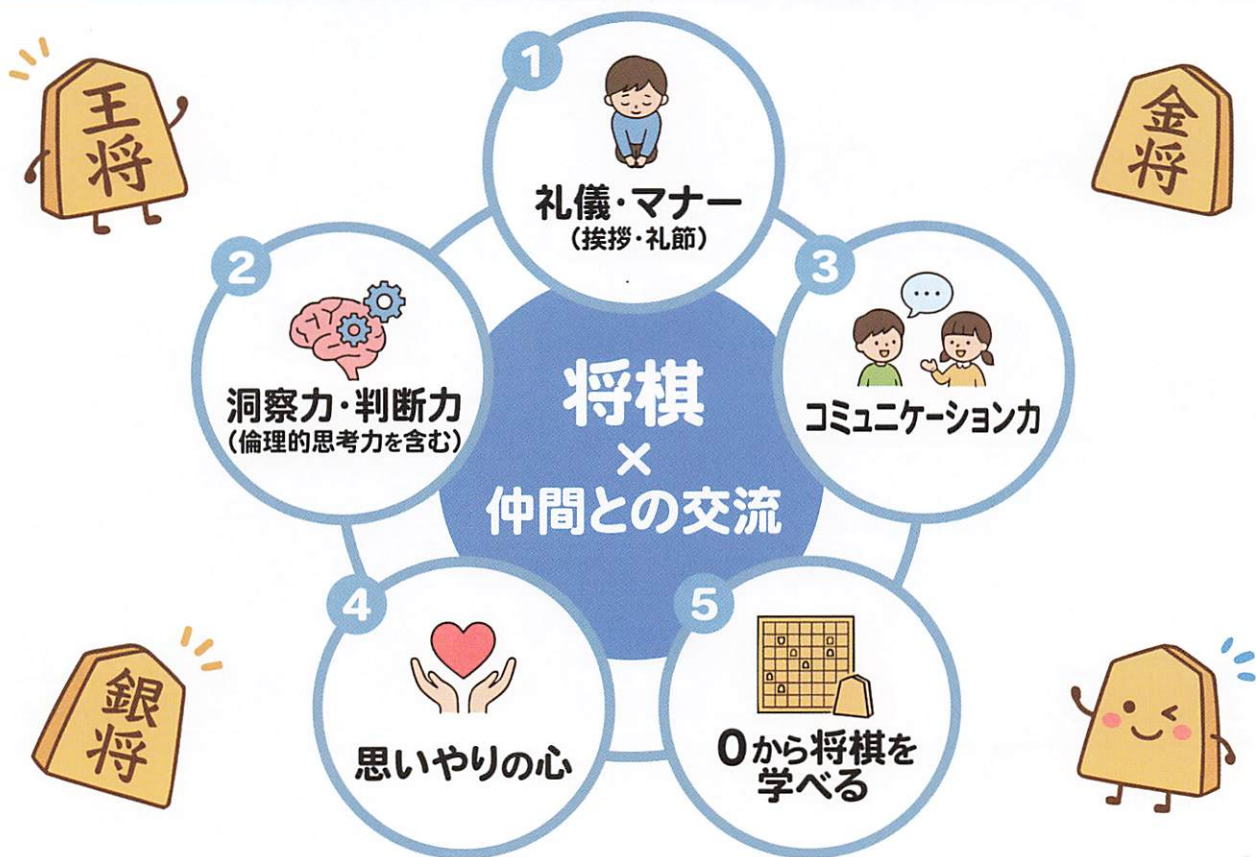 王将
金将
1
礼儀・マナー
(挨拶・礼節)
2
洞察力・判断力
(倫理的思考力を含む)
3
コミュニケーション力
将棋
×
仲間との交流
4
思いやりの心
5
0から将棋を
学べる
銀将